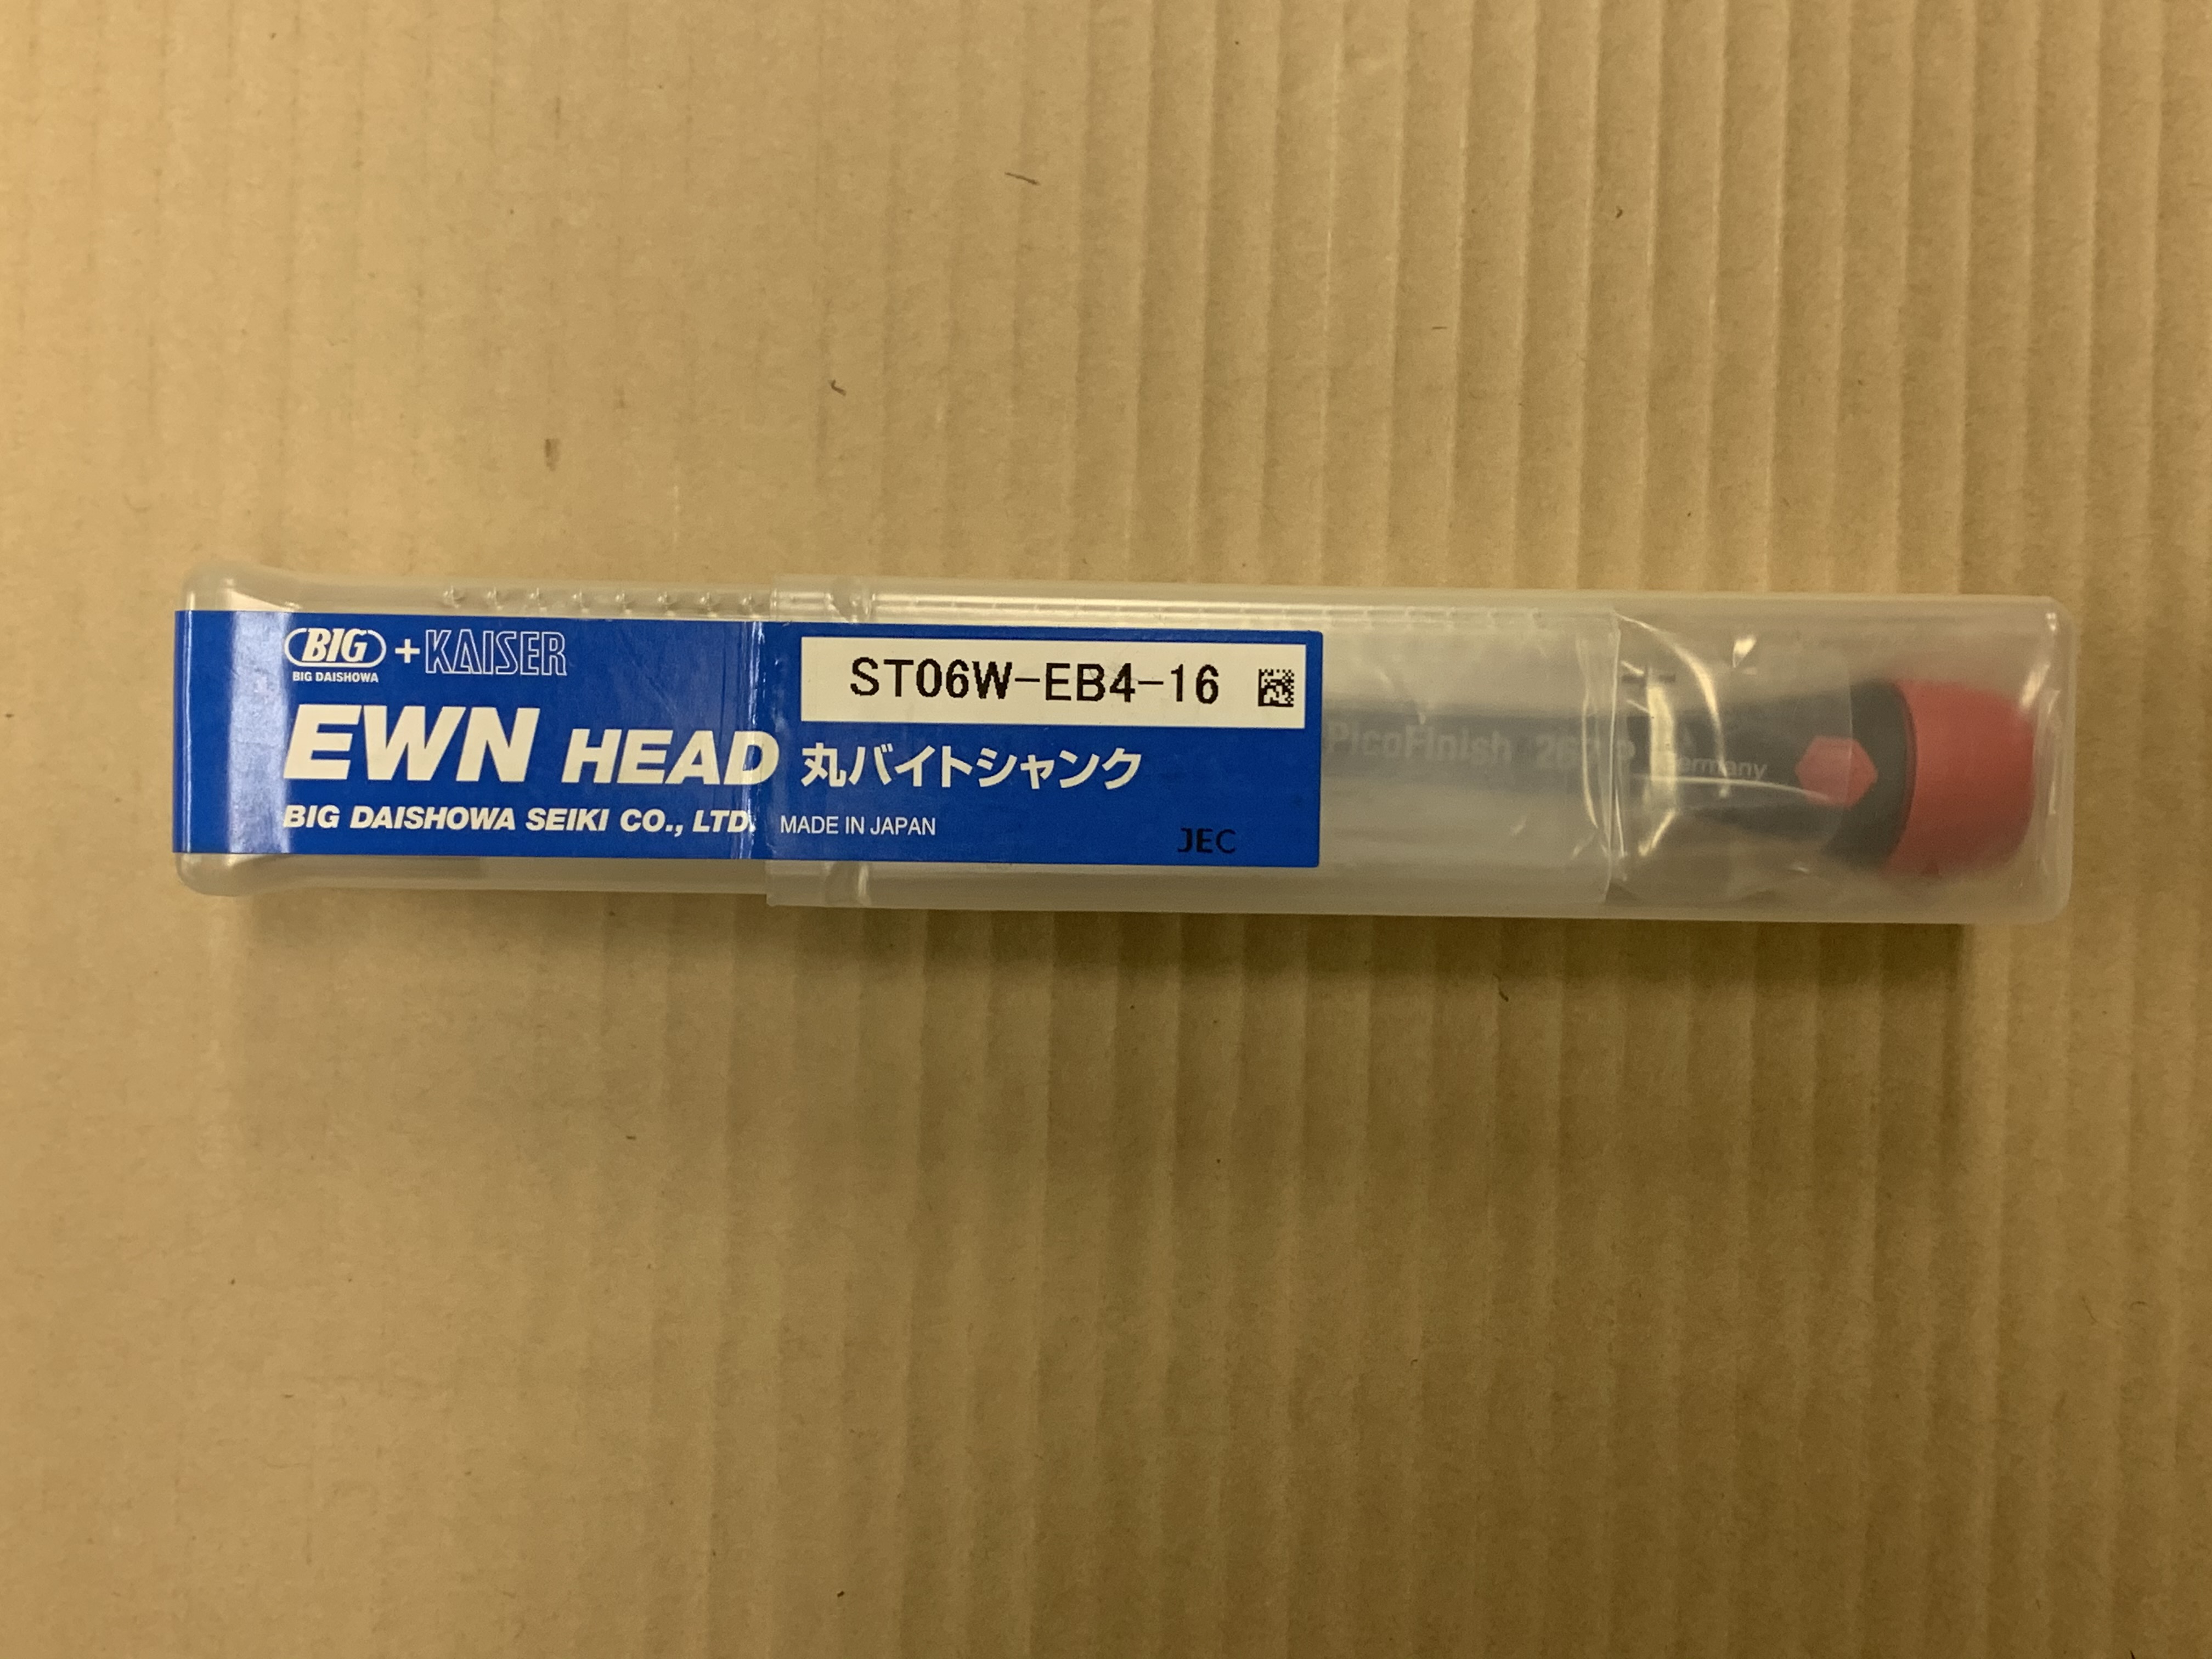 BIG + KAISER
BIG DAISHOWA
EWN HEAD
BIG DAISHOWA SEIKI CO., LTD.
ST06W-EB4-16
丸バイトシャンク
MADE IN JAPAN
JEC
PicoFinish
Germany